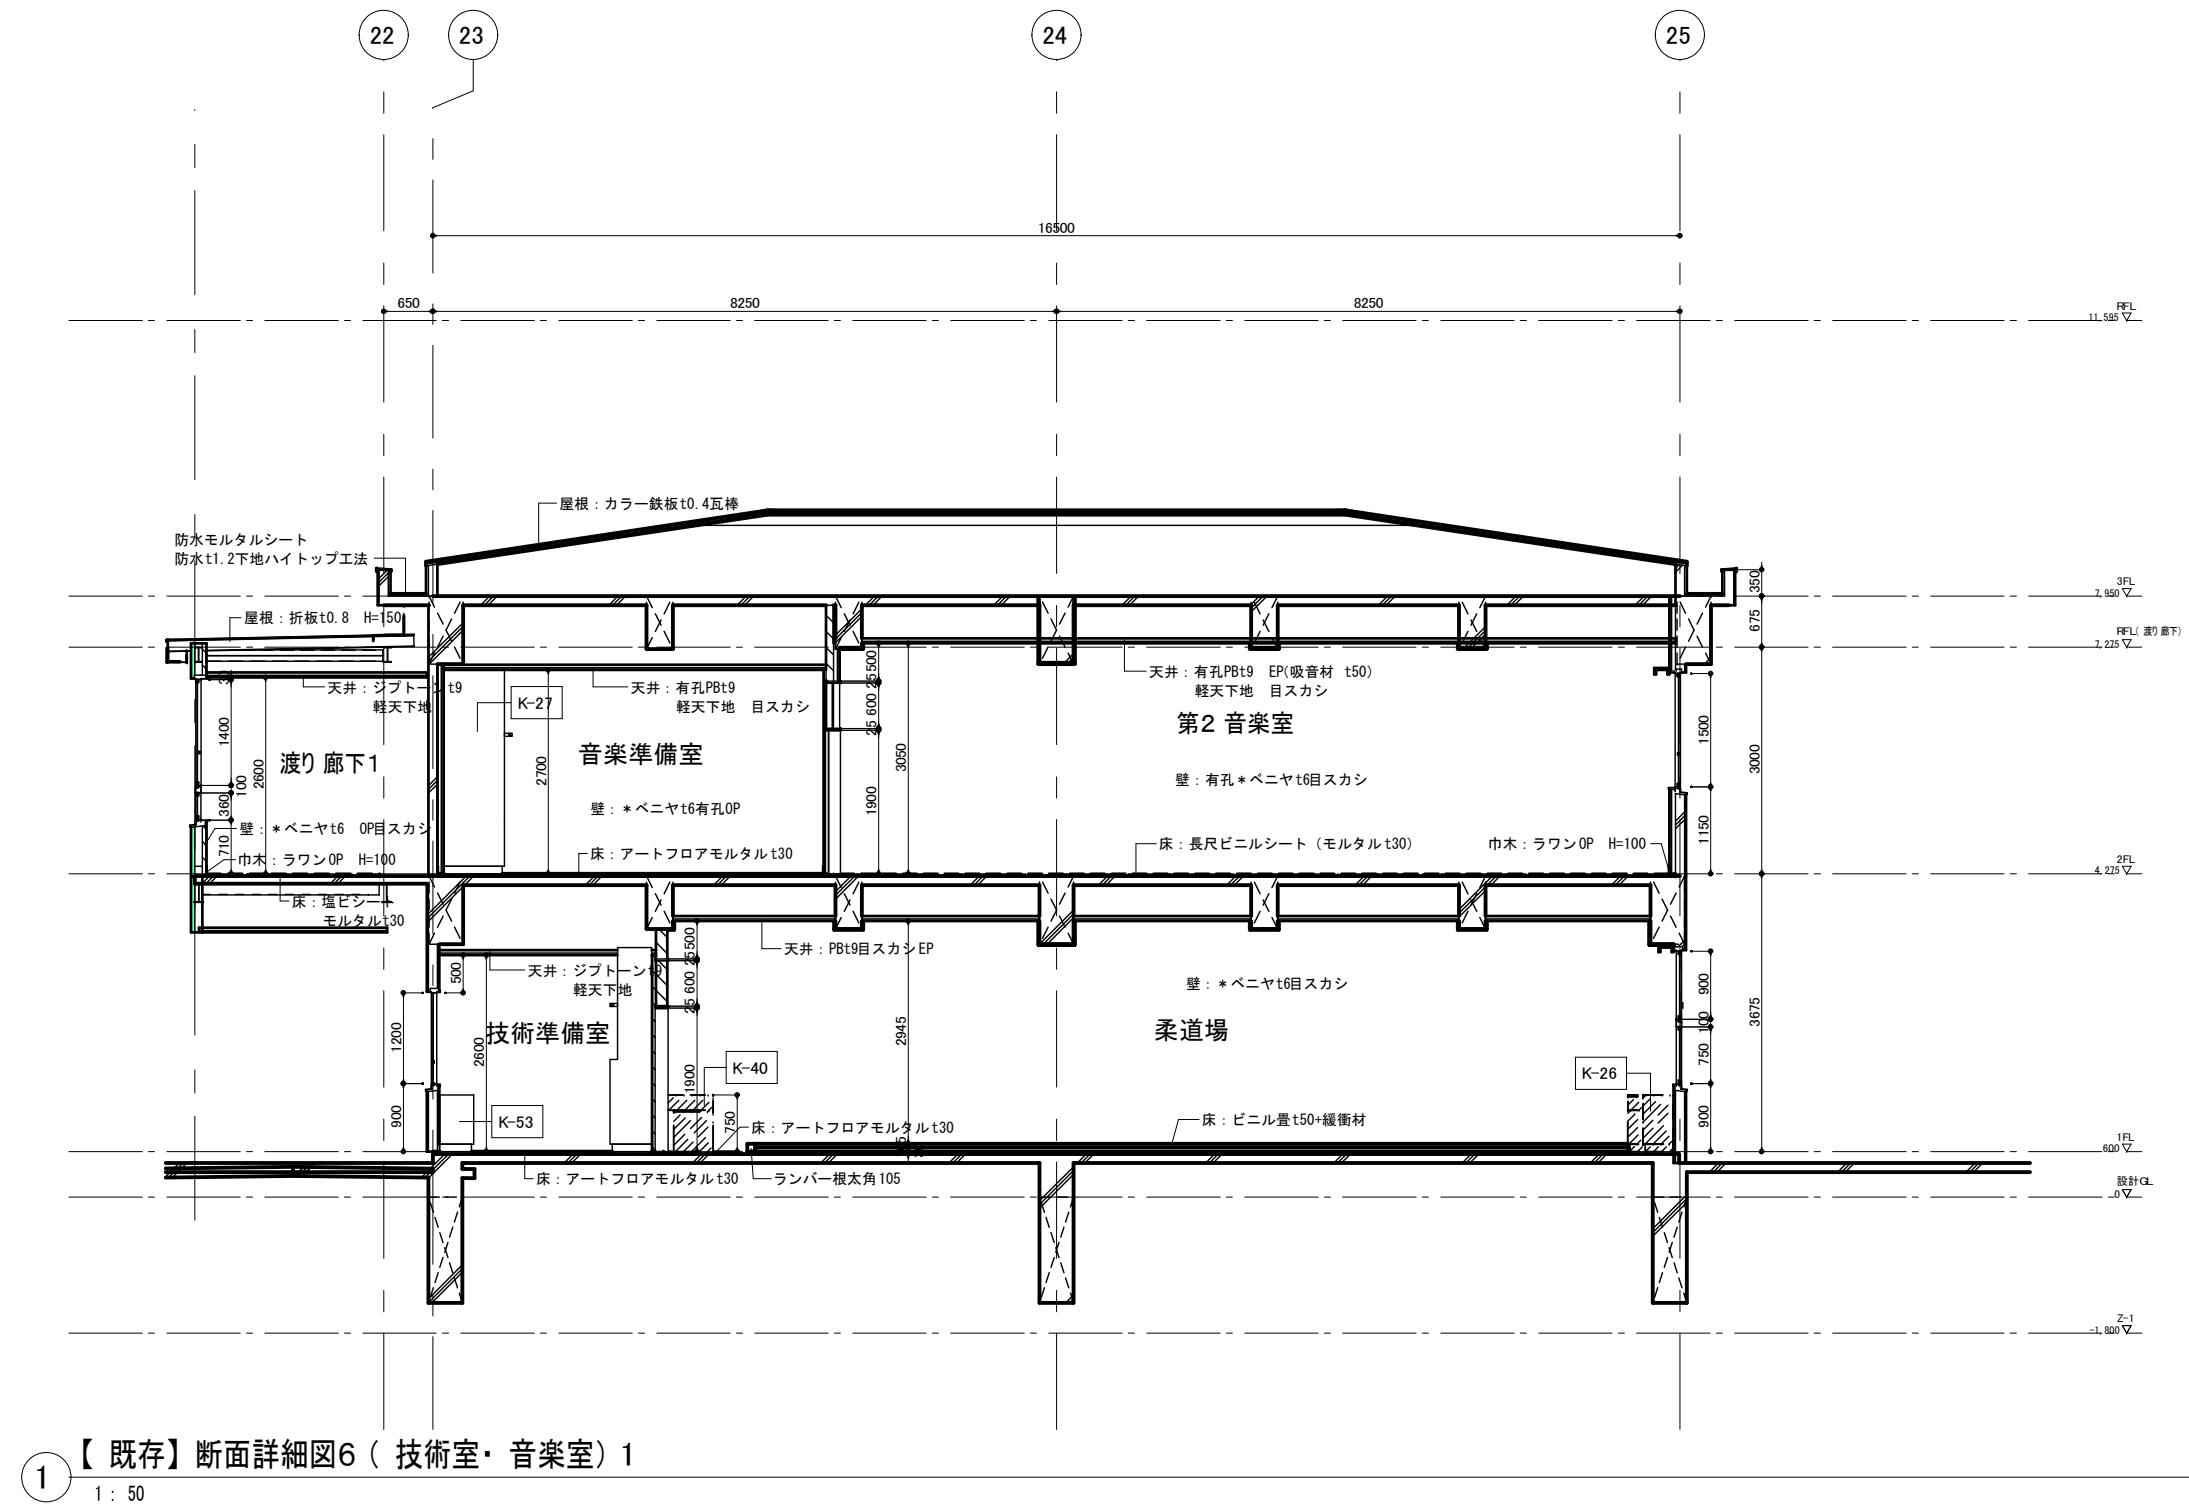 22
23
24
25
16500
650
8250
8250
RFL
11,595
屋根：カラー鉄板t0.4瓦棒
防水モルタルシート
防水t1.2下地ハイトップ工法
3FL
7,950
350
屋根：折板t0.8 H=150
675
RFL(渡り廊下)
7,275
天井：ジプトーンt9
軽天下地
K-27
天井：有孔PBt9
軽天下地 目スカシ
25 500
天井：有孔PBt9 EP(吸音材 t50)
軽天下地 目スカシ
25 600
第2音楽室
1400
1500
渡り廊下1
音楽準備室
2600
2700
3050
3000
100
壁：有孔＊ベニヤt6目スカシ
360
壁：＊ベニヤt6有孔OP
1900
壁：＊ベニヤt6 OP目スカシ
710
1150
巾木：ラワンOP H=100
床：アートフロアモルタルt30
床：長尺ビニルシート（モルタルt30）
巾木：ラワンOP H=100
2FL
4,275
床：塩ビシート
モルタルt30
25 500
天井：PBt9目スカシEP
天井：ジプトーンt9
軽天下地
500
25 600
壁：＊ベニヤt6目スカシ
900
技術準備室
柔道場
1200
2600
2945
100
3675
750
1900
K-40
K-26
K-53
900
750
床：アートフロアモルタルt30
床：ビニル畳t50+緩衝材
900
1FL
600
床：アートフロアモルタルt30
ランバー根太角105
設計GL
0
Z-1
-1,800
1
【既存】断面詳細図6（技術室・音楽室）1
1：50